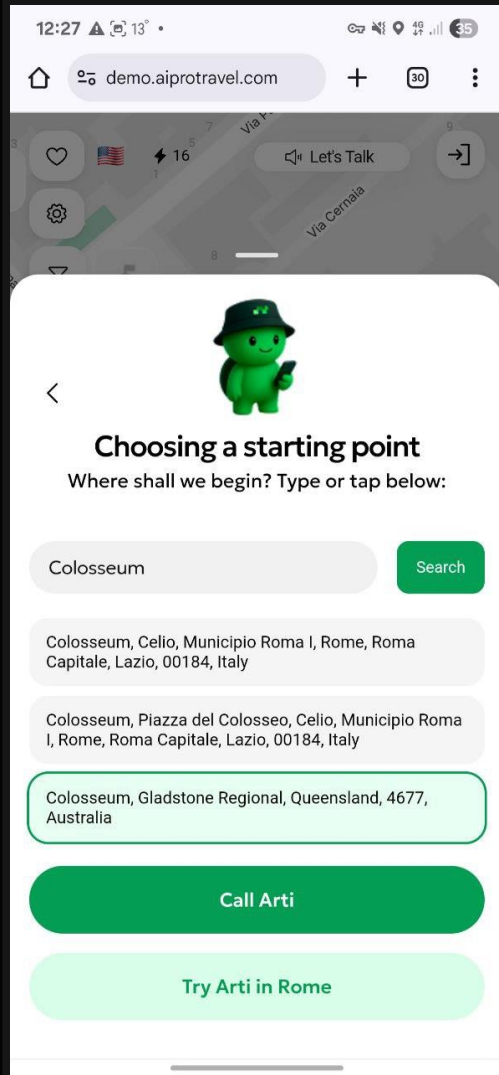 12:27 13°
4G 35
demo.aiprotravel.com
30
Via
16
Let's Talk
Via Cernaia
Choosing a starting point
Where shall we begin? Type or tap below:
Colosseum
Search
Colosseum, Celio, Municipio Roma I, Rome, Roma
Capitale, Lazio, 00184, Italy
Colosseum, Piazza del Colosseo, Celio, Municipio Roma
I, Rome, Roma Capitale, Lazio, 00184, Italy
Colosseum, Gladstone Regional, Queensland, 4677,
Australia
Call Arti
Try Arti in Rome